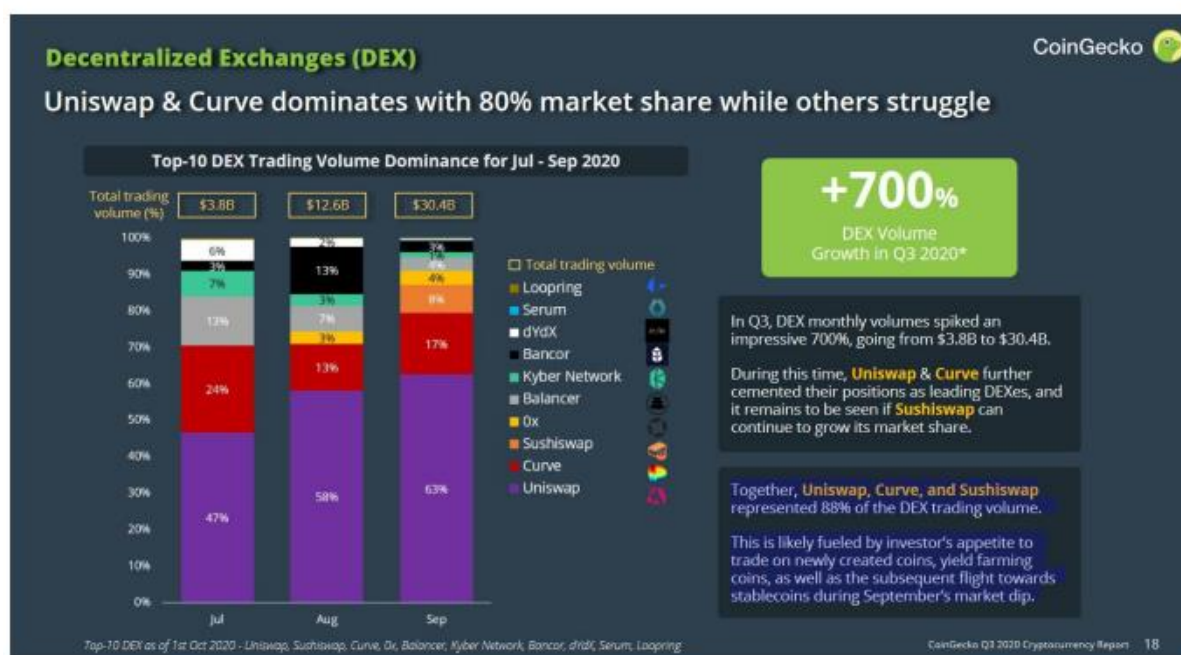 Decentralized Exchanges (DEX)
CoinGecko
Uniswap & Curve dominates with 80% market share while others struggle
Top-10 DEX Trading Volume Dominance for Jul - Sep 2020
Total trading
volume (%)
$3.8B
$12.6B
$30.4B
100%
90%
80%
70%
60%
50%
40%
30%
20%
10%
0%
6%
3%
7%
13%
24%
47%
Jul
2%
13%
3%
7%
3%
13%
58%
Aug
3%
1%
4%
4%
8%
17%
63%
Sep
Total trading volume
Loopring
Serum
dYdX
Bancor
Kyber Network
Balancer
0x
Sushiswap
Curve
Uniswap
+700%
DEX Volume
Growth in Q3 2020*
In Q3, DEX monthly volumes spiked an
impressive 700%, going from $3.8B to $30.4B.
During this time, Uniswap & Curve further
cemented their positions as leading DEXes, and
it remains to be seen if Sushiswap can
continue to grow its market share.
Together, Uniswap, Curve, and Sushiswap
represented 88% of the DEX trading volume.
This is likely fueled by investor's appetite to
trade on newly created coins, yield farming
coins, as well as the subsequent flight towards
stablecoins during September's market dip.
Top-10 DEX as of 1st Oct 2020 - Uniswap, Sushiswap, Curve, 0x, Balancer, Kyber Network, Bancor, dYdX, Serum, Loopring
CoinGecko Q3 2020 Cryptocurrency Report 18